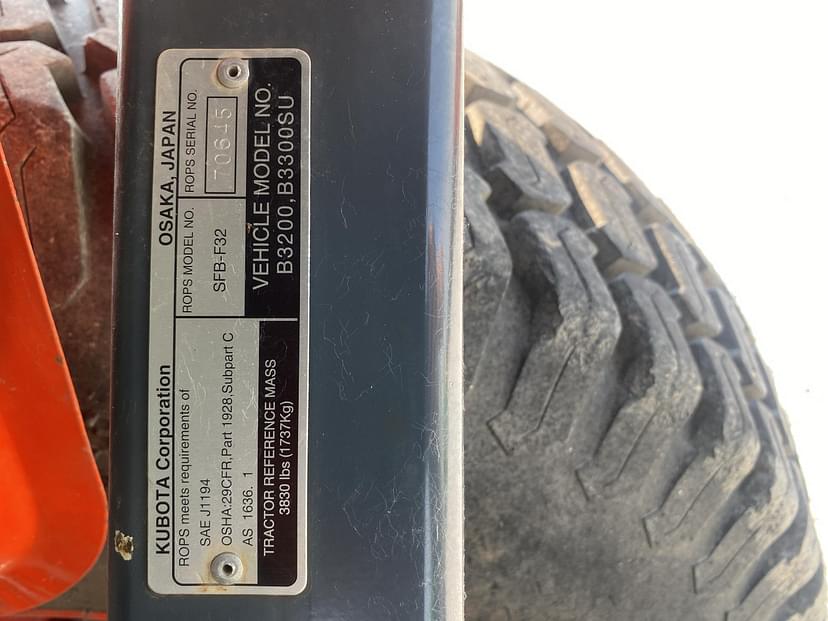 KUBOTA Corporation OSAKA, JAPAN
ROPS meets requirements of
SAE J1194
OSHA:29CFR,Part 1928,Subpart C
AS 1636. 1
ROPS MODEL NO.
SFB-F32
ROPS SERIAL NO.
70645
TRACTOR REFERENCE MASS
3830 lbs (1737Kg)
VEHICLE MODEL NO.
B3200,B3300SU